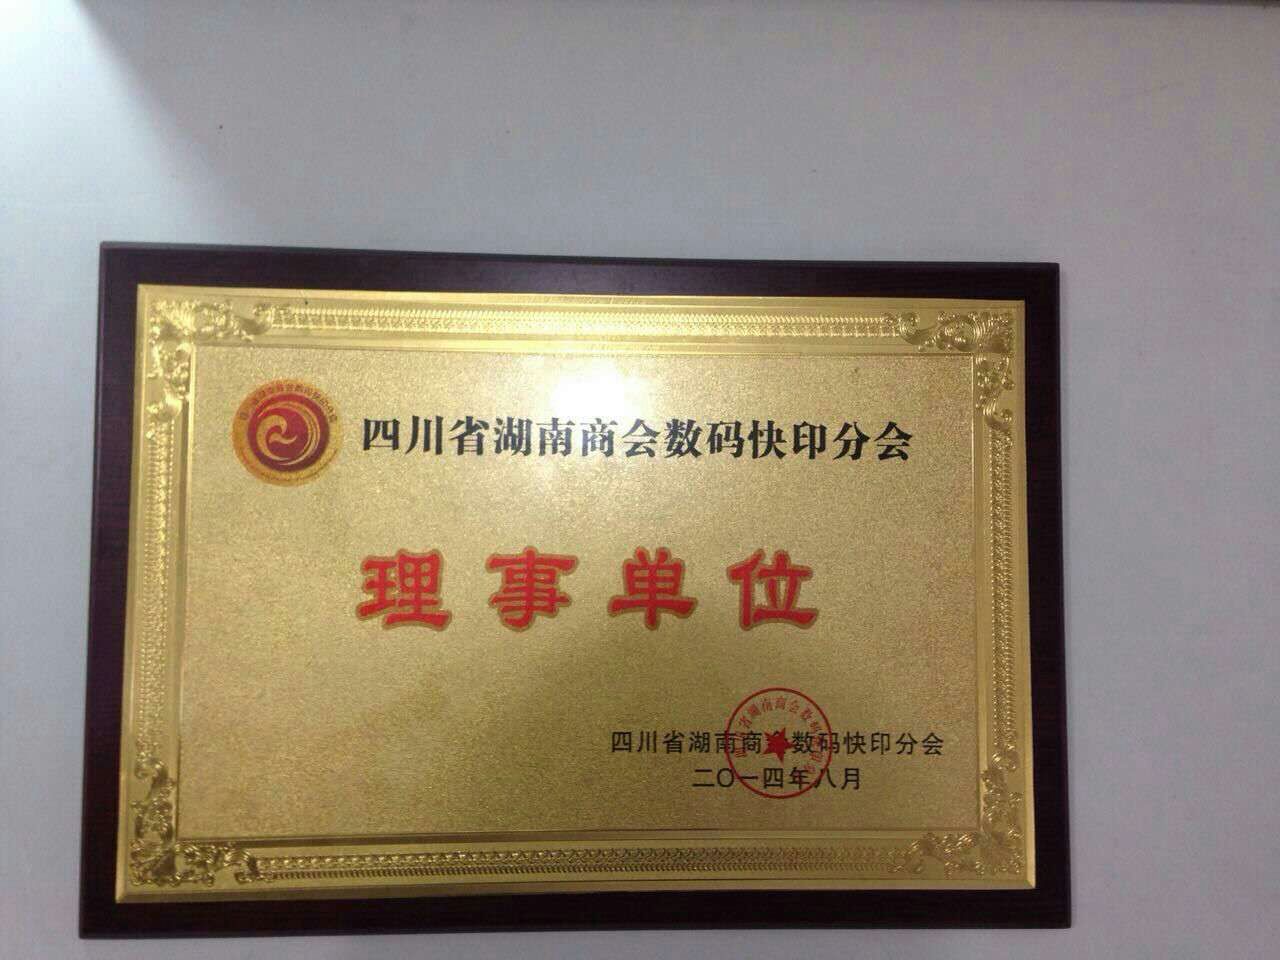 四川省湖南商会数码快印分会
理事单位
四川省湖南商会数码快印分会
二〇一四年八月